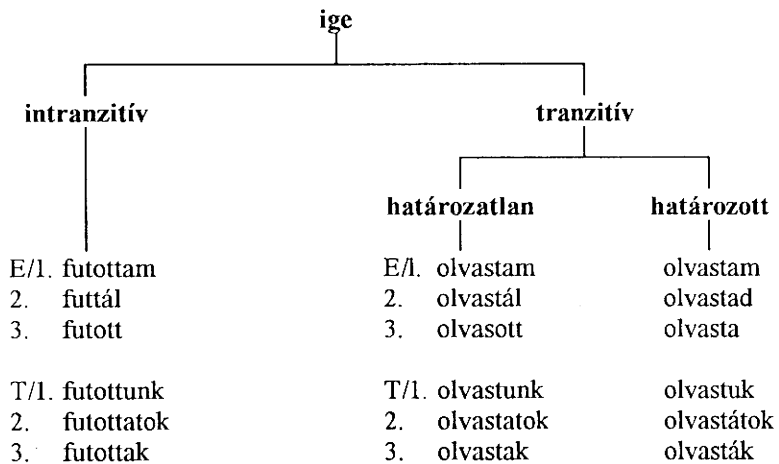 ige
intranzitív tranzitív
határozatlan határozott
E/1. futottam E/1. olvastam olvastam
2. futtál 2. olvastál olvastad
3. futott 3. olvasott olvasta
T/1. futottunk T/1. olvastunk olvastuk
2. futottatok 2. olvastatok olvastátok
3. futottak 3. olvastak olvasták